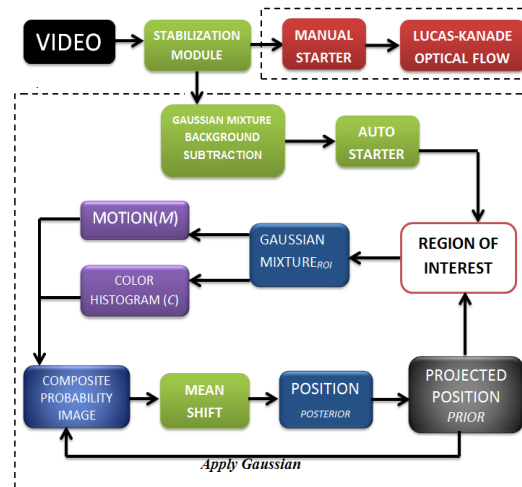 VIDEO
STABILIZATION
MODULE
MANUAL
STARTER
LUCAS-KANADE
OPTICAL FLOW
GAUSSIAN MIXTURE
BACKGROUND
SUBTRACTION
AUTO
STARTER
MOTION(M)
COLOR
HISTOGRAM (C)
GAUSSIAN
MIXTUREROI
REGION OF
INTEREST
COMPOSITE
PROBABILITY
IMAGE
MEAN
SHIFT
POSITION
POSTERIOR
PROJECTED
POSITION
PRIOR
Apply Gaussian